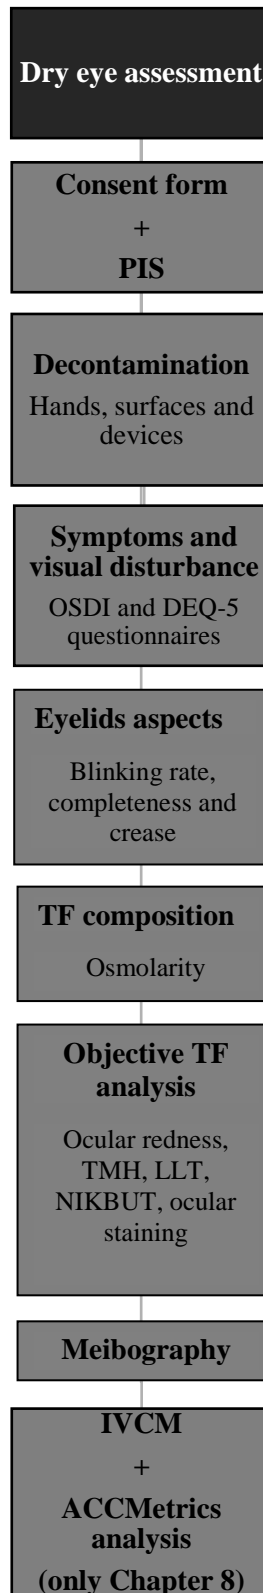 Dry eye assessment
Consent form
+
PIS
Decontamination
Hands, surfaces and
devices
Symptoms and
visual disturbance
OSDI and DEQ-5
questionnaires
Eyelids aspects
Blinking rate,
completeness and
crease
TF composition
Osmolarity
Objective TF
analysis
Ocular redness,
TMH, LLT,
NIKBUT, ocular
staining
Meibography
IVCM
+
ACCMetrics
analysis
(only Chapter 8)